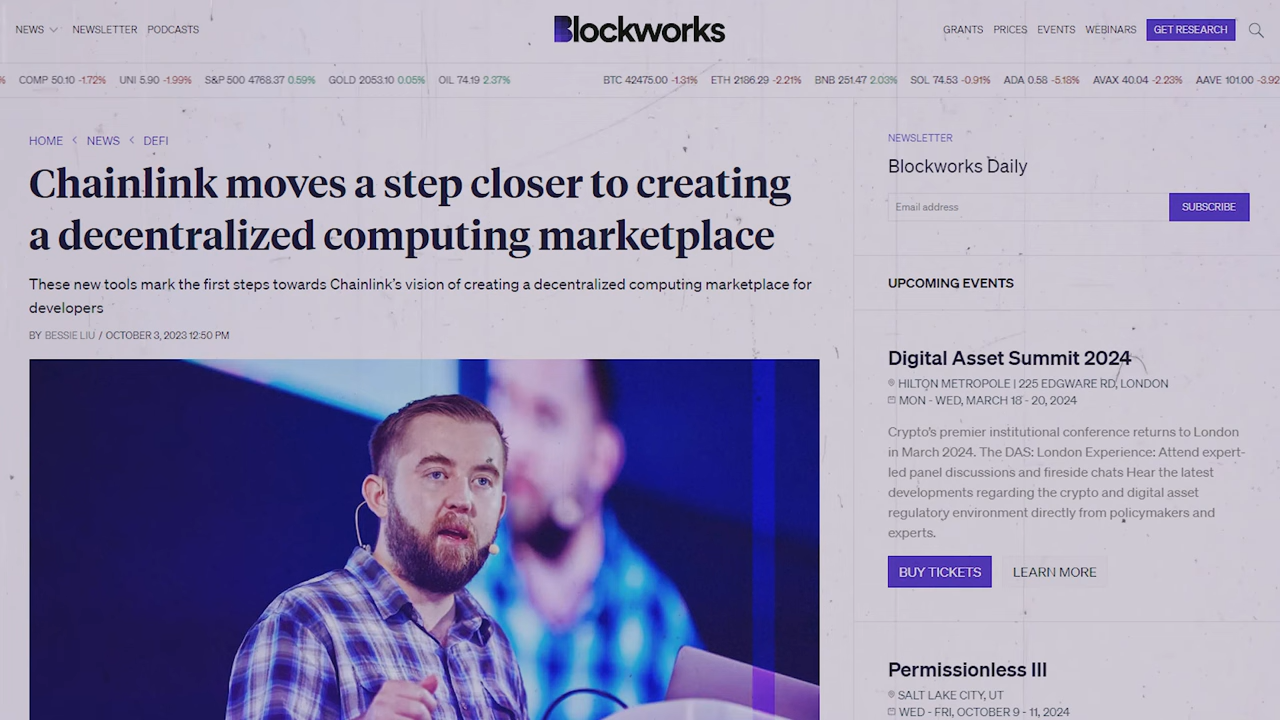 NEWS NEWSLETTER PODCASTS
Blockworks
GRANTS PRICES EVENTS WEBINARS GET RESEARCH
% COMP 50.10 -1.72% UNI 5.90 -1.99% S&P 500 4768.37 0.59% GOLD 2053.10 0.05% OIL 74.19 2.37% BTC 42475.00 -1.31% ETH 2186.29 -2.21% BNB 251.47 2.03% SOL 74.53 -0.91% ADA 0.58 -5.18% AVAX 40.04 -2.23% AAVE 101.00 -3.92
HOME < NEWS < DEFI
Chainlink moves a step closer to creating
a decentralized computing marketplace
These new tools mark the first steps towards Chainlink's vision of creating a decentralized computing marketplace for
developers
BY BESSIE LIU / OCTOBER 3, 2023 12:50 PM
NEWSLETTER
Blockworks Daily
Email address
SUBSCRIBE
UPCOMING EVENTS
Digital Asset Summit 2024
HILTON METROPOLE | 225 EDGWARE RD, LONDON
MON - WED, MARCH 18 - 20, 2024
Crypto's premier institutional conference returns to London
in March 2024. The DAS: London Experience: Attend expert-
led panel discussions and fireside chats Hear the latest
developments regarding the crypto and digital asset
regulatory environment directly from policymakers and
experts.
BUY TICKETS LEARN MORE
Permissionless III
SALT LAKE CITY, UT
WED - FRI, OCTOBER 9 - 11, 2024